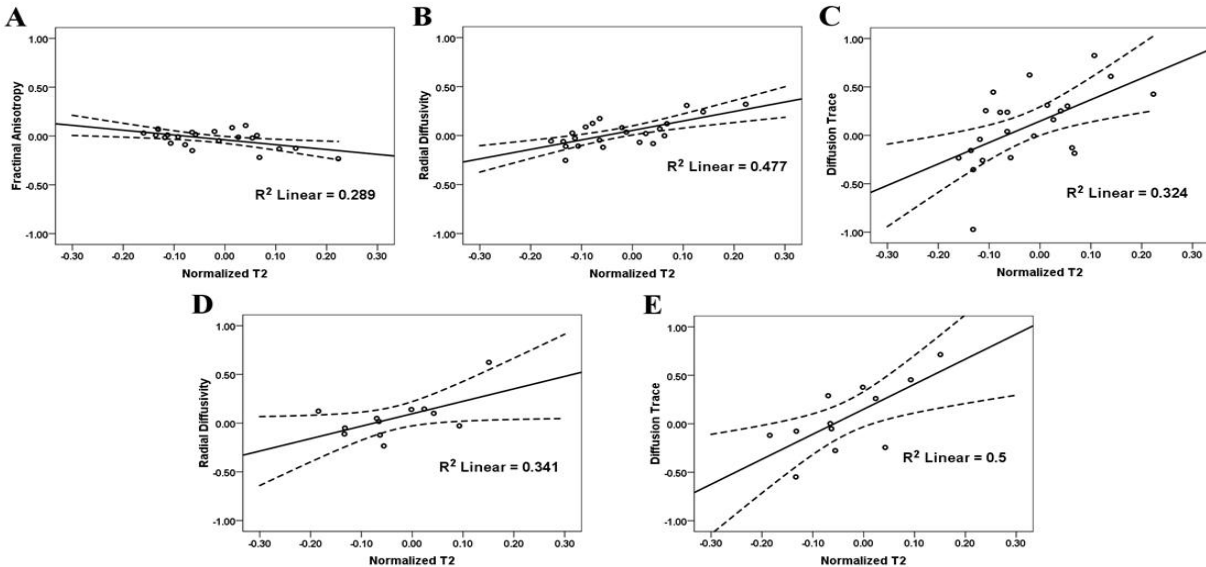 A
1.00
0.50
0.00
-0.50
-1.00
Fractinal Anisotropy
R² Linear = 0.289
-0.30 -0.20 -0.10 0.00 0.10 0.20 0.30
Normalized T2
B
1.00
0.50
0.00
-0.50
-1.00
Radial Diffusivity
R² Linear = 0.477
-0.30 -0.20 -0.10 0.00 0.10 0.20 0.30
Normalized T2
C
1.00
0.50
0.00
-0.50
-1.00
Diffusion Trace
R² Linear = 0.324
-0.30 -0.20 -0.10 0.00 0.10 0.20 0.30
Normalized T2
D
1.00
0.50
0.00
-0.50
-1.00
Radial Diffusivity
R² Linear = 0.341
-0.30 -0.20 -0.10 0.00 0.10 0.20 0.30
Normalized T2
E
1.00
0.50
0.00
-0.50
-1.00
Diffusion Trace
R² Linear = 0.5
-0.30 -0.20 -0.10 0.00 0.10 0.20 0.30
Normalized T2